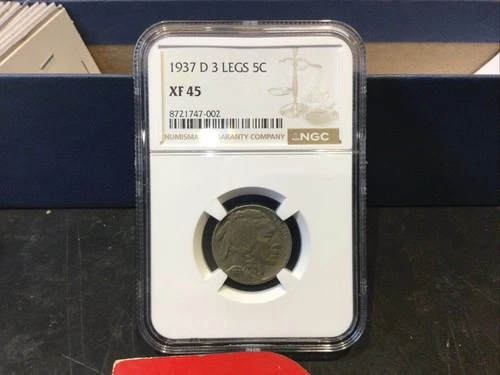 1937 D 3 LEGS 5C
XF 45
8721747-002
NUMISMATIC GUARANTY COMPANY NGC